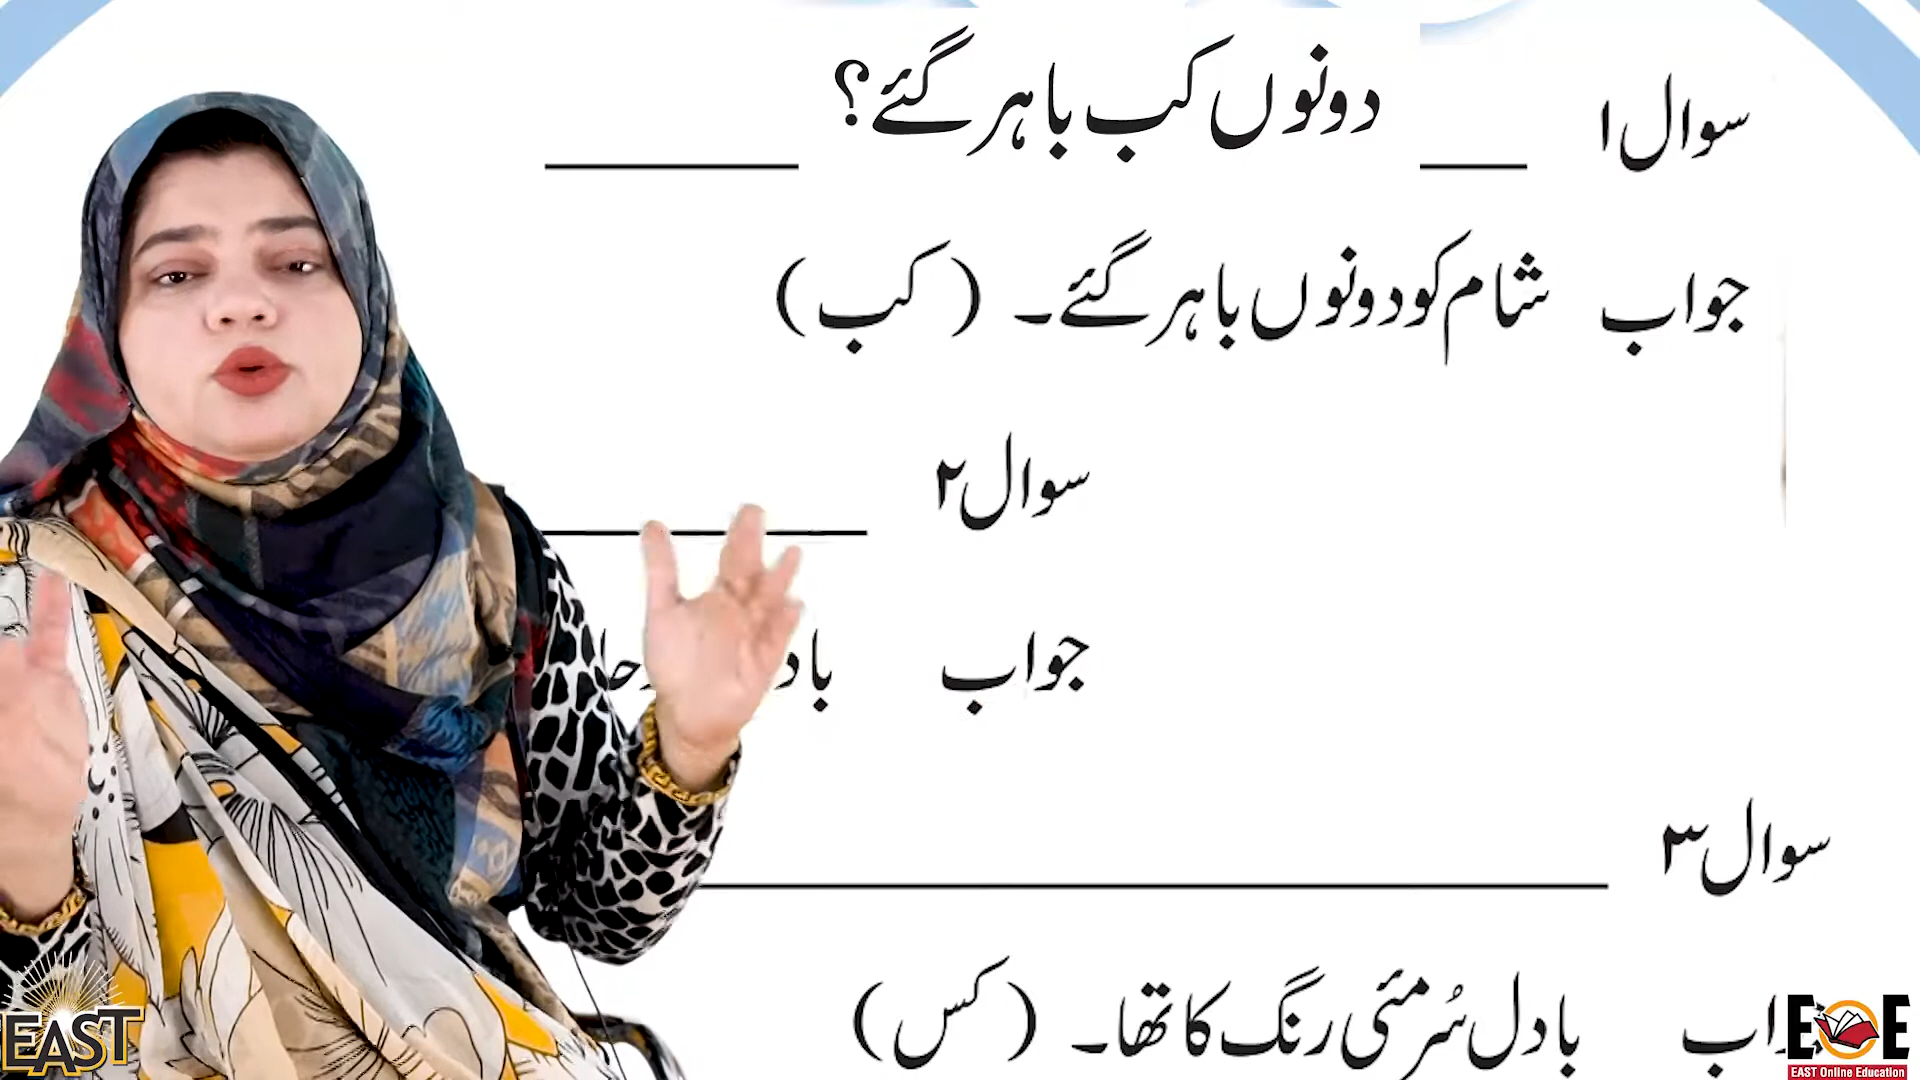 سوال ۱ دونوں کب باہر گئے؟
جواب شام کو دونوں باہر گئے۔ (کب)
سوال ۲
جواب
سوال ۳
بادل سُرمئی رنگ کا تھا۔ (کس)
EAST
EOE
EAST Online Education